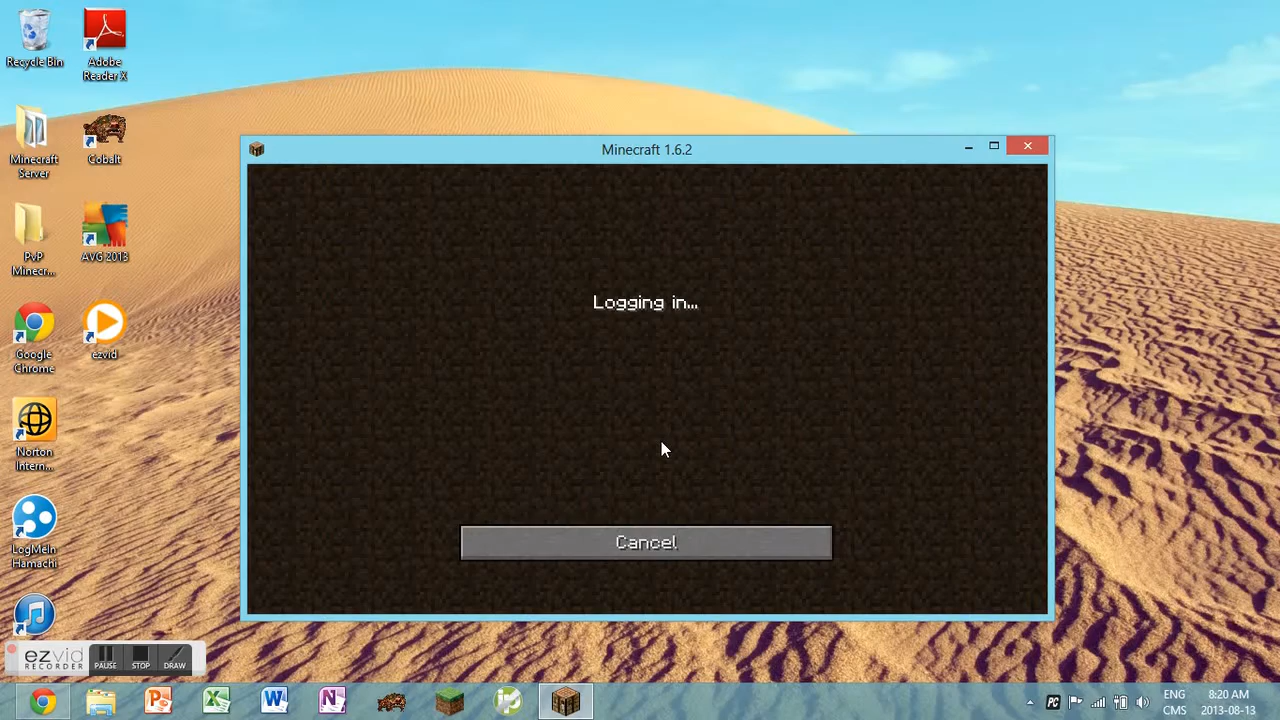 Recycle Bin
Adobe
Reader X
Minecraft
Server
Cobalt
PvP
Minecr...
AVG 2013
Google
Chrome
ezvid
Norton
Intern...
LogMeIn
Hamachi
Minecraft 1.6.2
Logging in...
Cancel
ezvid
RECORDER
PAUSE
STOP
DRAW
ENG
CMS
8:20 AM
2013-08-13